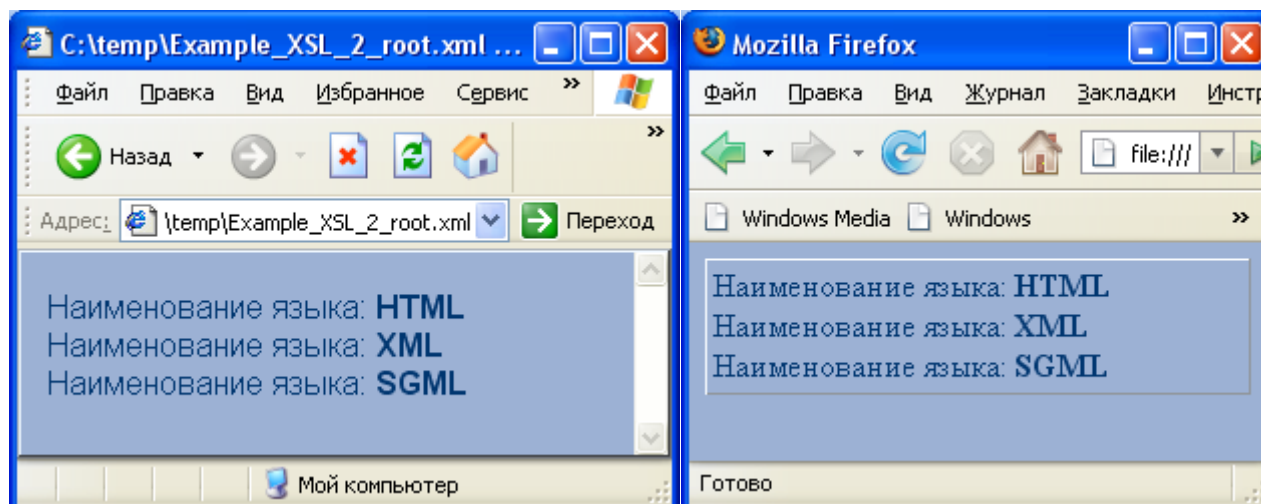 C:\temp\Example_XSL_2_root.xml ...
Файл Правка Вид Избранное Сервис »
Назад »
Адрес: \temp\Example_XSL_2_root.xml Переход
Наименование языка: HTML
Наименование языка: XML
Наименование языка: SGML
Мой компьютер
Mozilla Firefox
Файл Правка Вид Журнал Закладки Инстр
file:///
Windows Media Windows »
Наименование языка: HTML
Наименование языка: XML
Наименование языка: SGML
Готово